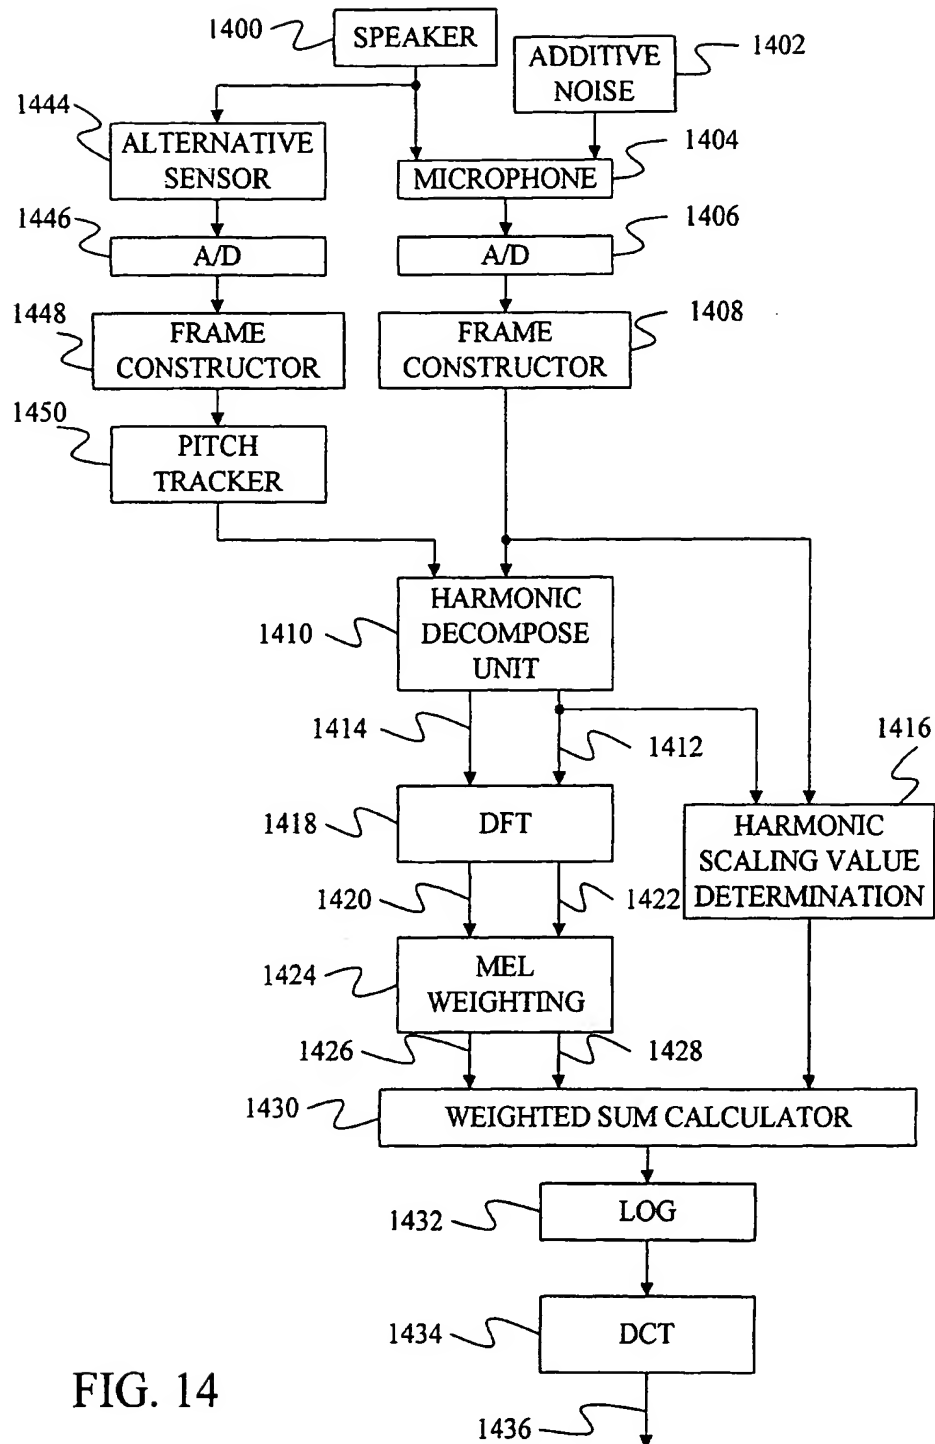 1400
SPEAKER
ADDITIVE
NOISE
1402
1444
ALTERNATIVE
SENSOR
1404
MICROPHONE
1446
A/D
1406
A/D
1448
FRAME
CONSTRUCTOR
FRAME
CONSTRUCTOR
1408
1450
PITCH
TRACKER
1410
HARMONIC
DECOMPOSE
UNIT
1414
1412
1416
1418
DFT
HARMONIC
SCALING VALUE
DETERMINATION
1420
1422
1424
MEL
WEIGHTING
1426
1428
1430
WEIGHTED SUM CALCULATOR
1432
LOG
1434
DCT
FIG. 14
1436